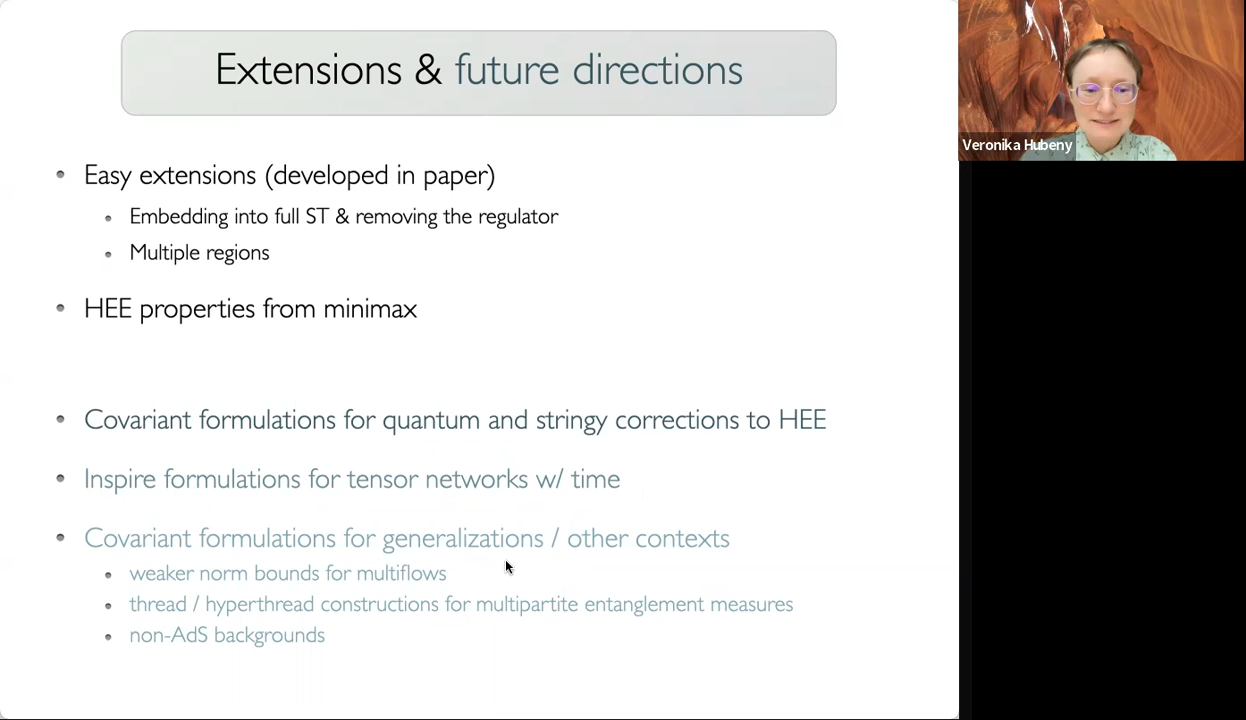 Extensions & future directions
Veronika Hubeny
• Easy extensions (developed in paper)
• Embedding into full ST & removing the regulator
• Multiple regions
• HEE properties from minimax
• Covariant formulations for quantum and stringy corrections to HEE
• Inspire formulations for tensor networks w/ time
• Covariant formulations for generalizations / other contexts
• weaker norm bounds for multiflows
• thread / hyperthread constructions for multipartite entanglement measures
• non-AdS backgrounds